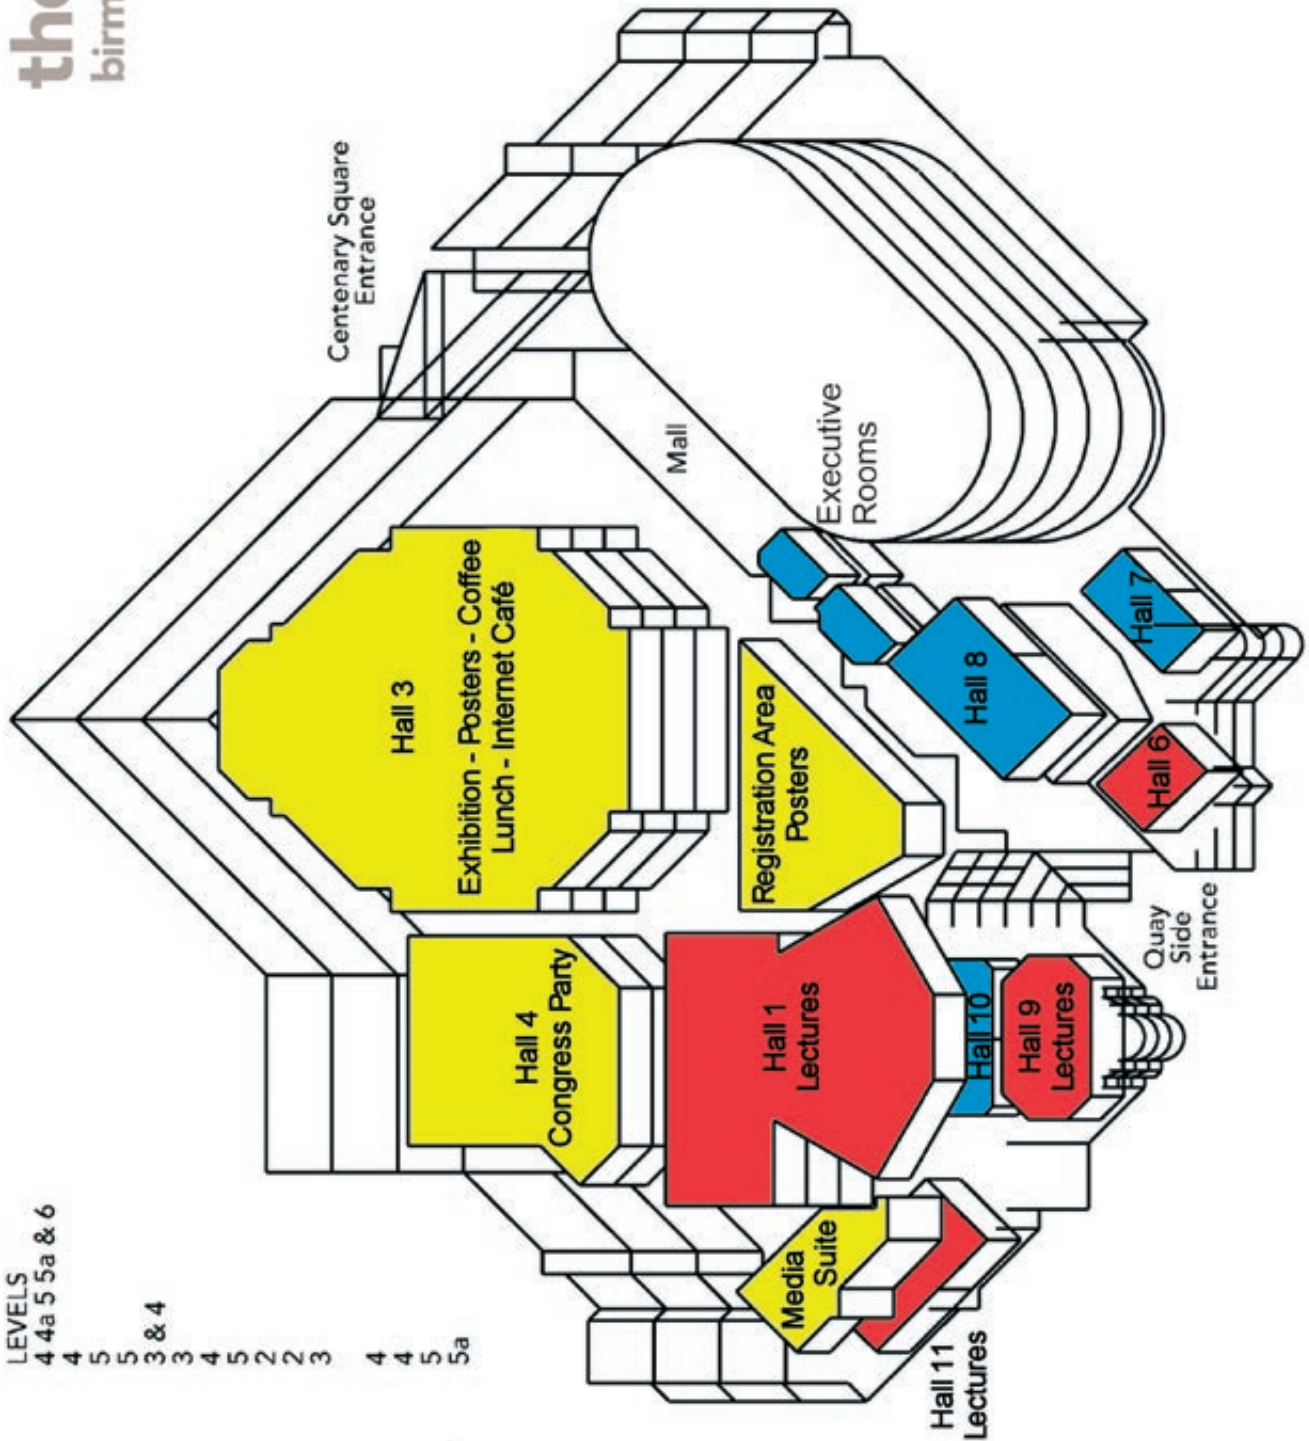 the
birm
Centenary Square
Entrance
LEVELS
4 4a 5 5a & 6
4
5
5
3 & 4
3
4
5
2
2
3
4
4
5
5a
Hall 3
Exhibition - Posters - Coffee
Lunch - Internet Café
Mall
Executive
Rooms
Hall 4
Congress Party
Registration Area
Posters
Hall 1
Lectures
Hall 8
Hall 7
Hall 6
Hall 10
Hall 9
Lectures
Quay
Side
Entrance
Media
Suite
Hall 11
Lectures